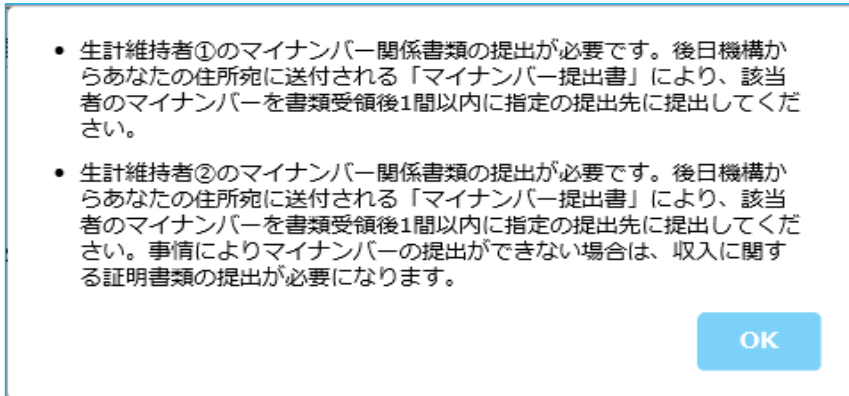 • 生計維持者①のマイナンバー関係書類の提出が必要です。後日機構か
らあなたの住所宛に送付される「マイナンバー提出書」により、該当
者のマイナンバーを書類受領後1間以内に指定の提出先に提出してくだ
さい。
• 生計維持者②のマイナンバー関係書類の提出が必要です。後日機構か
らあなたの住所宛に送付される「マイナンバー提出書」により、該当
者のマイナンバーを書類受領後1間以内に指定の提出先に提出してくだ
さい。事情によりマイナンバーの提出ができない場合は、収入に関す
る証明書類の提出が必要になります。
OK